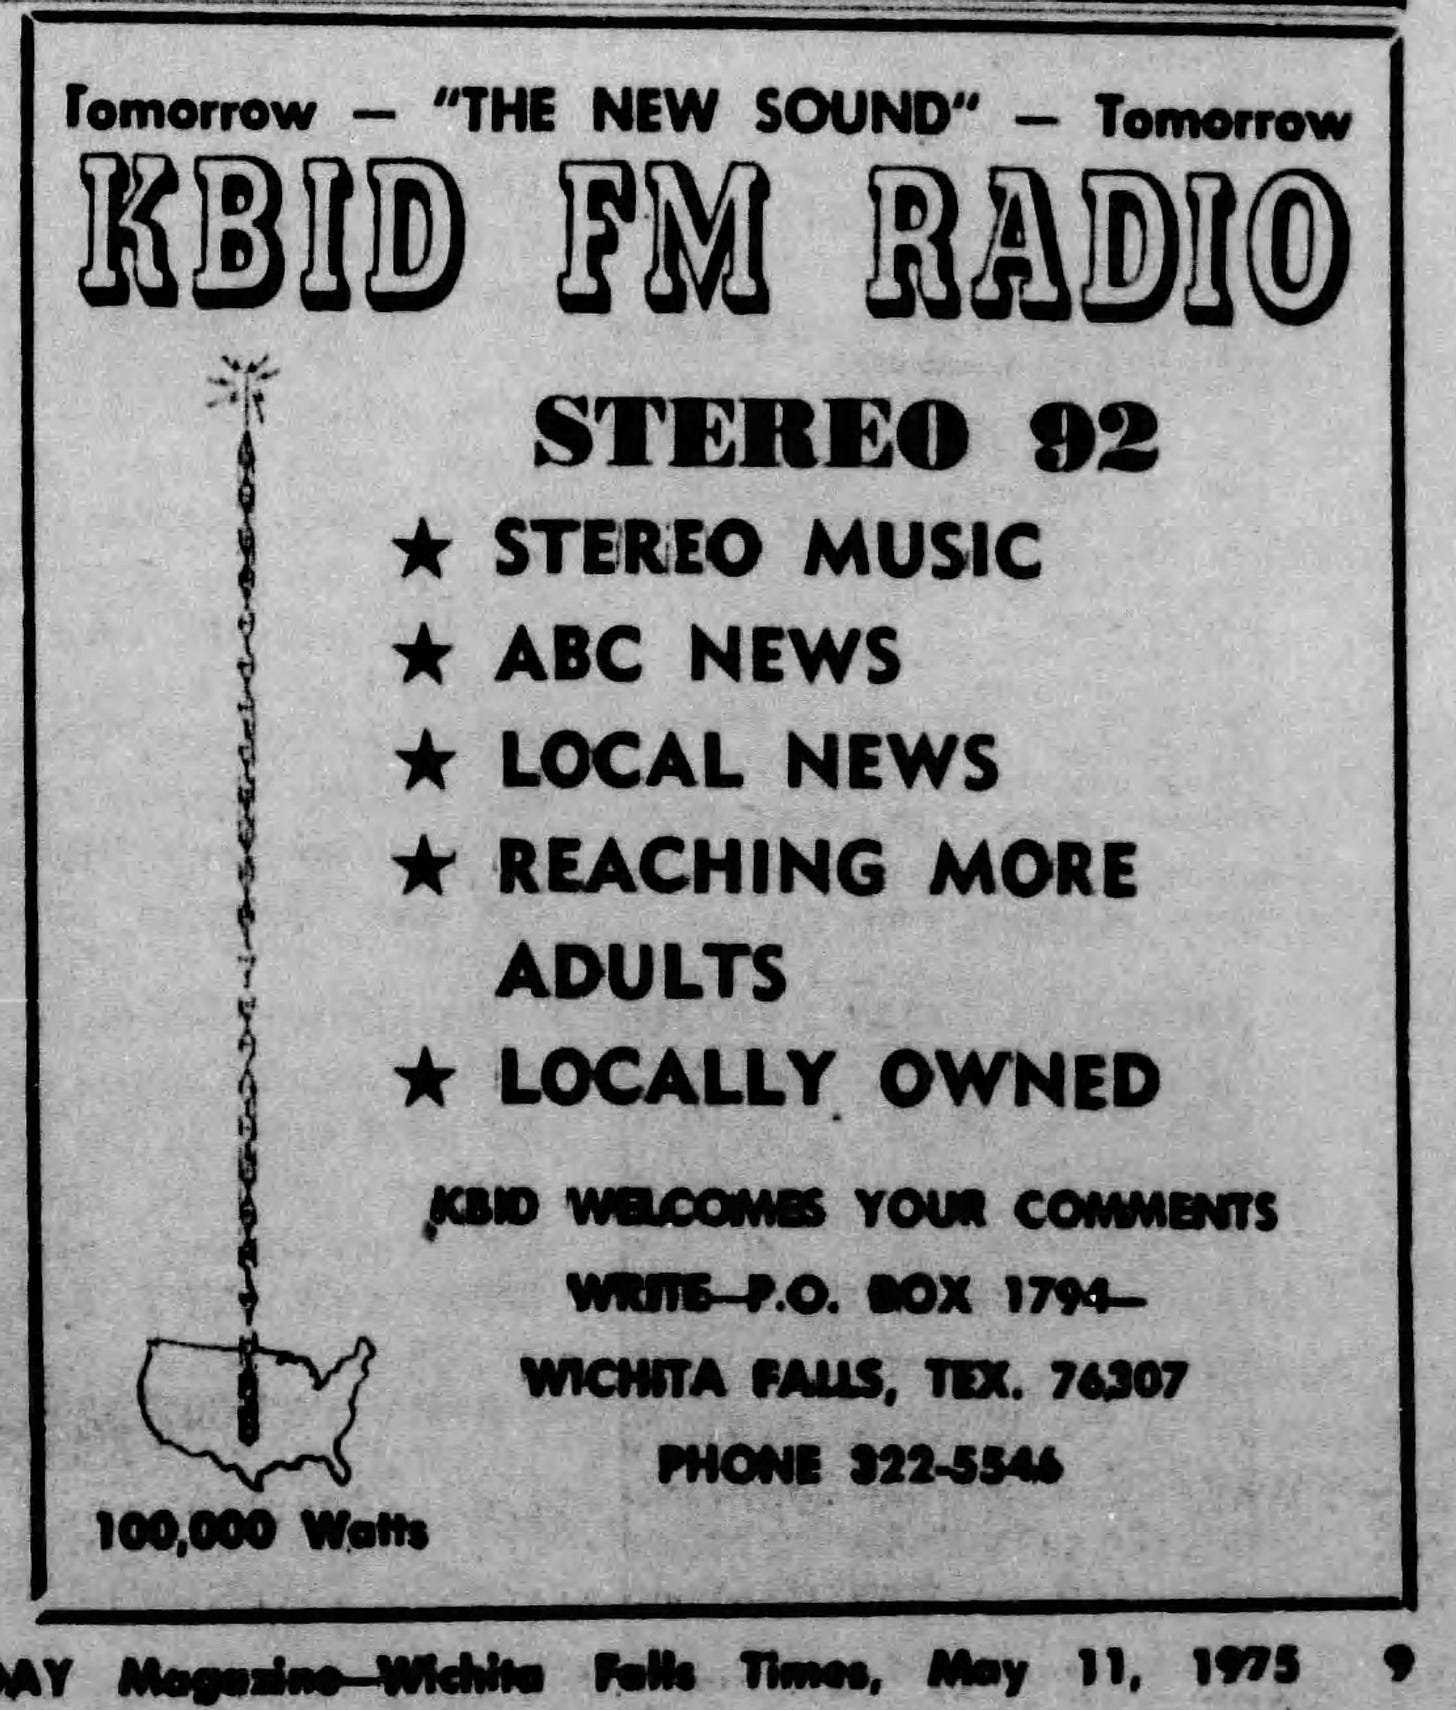 Tomorrow — "THE NEW SOUND" — Tomorrow
KBID FM RADIO
STEREO 92
★ STEREO MUSIC
★ ABC NEWS
★ LOCAL NEWS
★ REACHING MORE
ADULTS
★ LOCALLY OWNED
KBID WELCOMES YOUR COMMENTS
WRITE—P.O. BOX 1794—
WICHITA FALLS, TEX. 76307
PHONE 322-5546
100,000 Watts
DAY Magazine—Wichita Falls Times, May 11, 1975 9